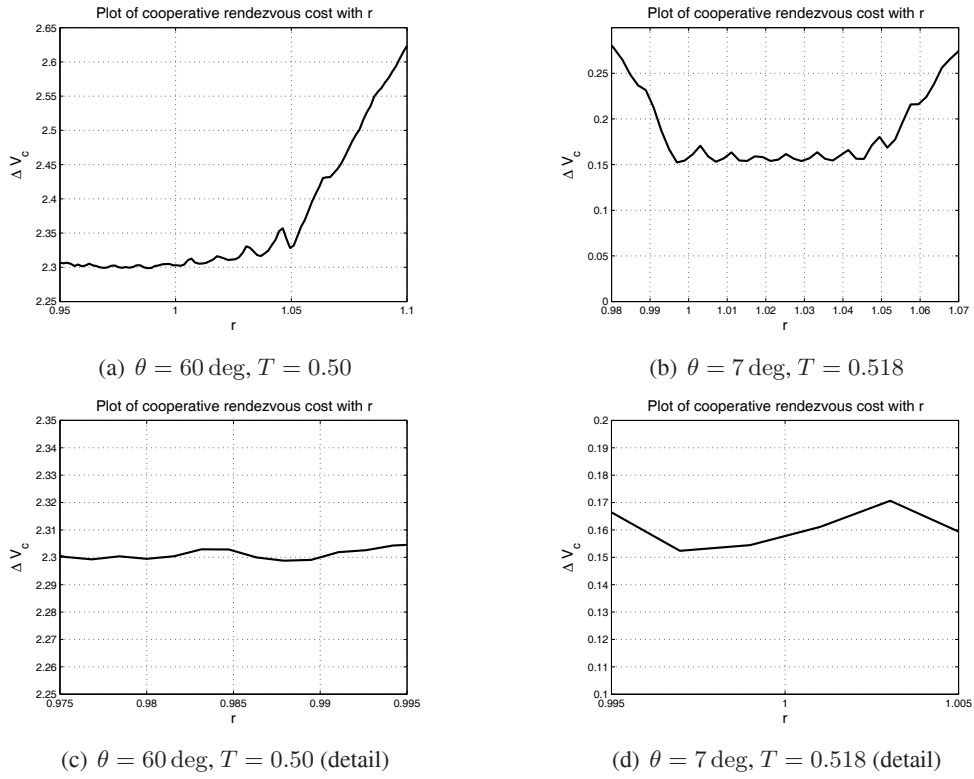 Plot of cooperative rendezvous cost with r
2.65
2.6
2.55
2.5
2.45
2.4
2.35
2.3
2.25
Δ V_c
0.95 1 1.05 1.1
r
(a) θ = 60 deg, T = 0.50
Plot of cooperative rendezvous cost with r
0.25
0.2
0.15
0.1
0.05
0
Δ V_c
0.98 0.99 1 1.01 1.02 1.03 1.04 1.05 1.06 1.07
r
(b) θ = 7 deg, T = 0.518
Plot of cooperative rendezvous cost with r
2.35
2.34
2.33
2.32
2.31
2.3
2.29
2.28
2.27
2.26
2.25
Δ V_c
0.975 0.98 0.985 0.99 0.995
r
(c) θ = 60 deg, T = 0.50 (detail)
Plot of cooperative rendezvous cost with r
0.2
0.19
0.18
0.17
0.16
0.15
0.14
0.13
0.12
0.11
0.1
Δ V_c
0.995 1 1.005
r
(d) θ = 7 deg, T = 0.518 (detail)